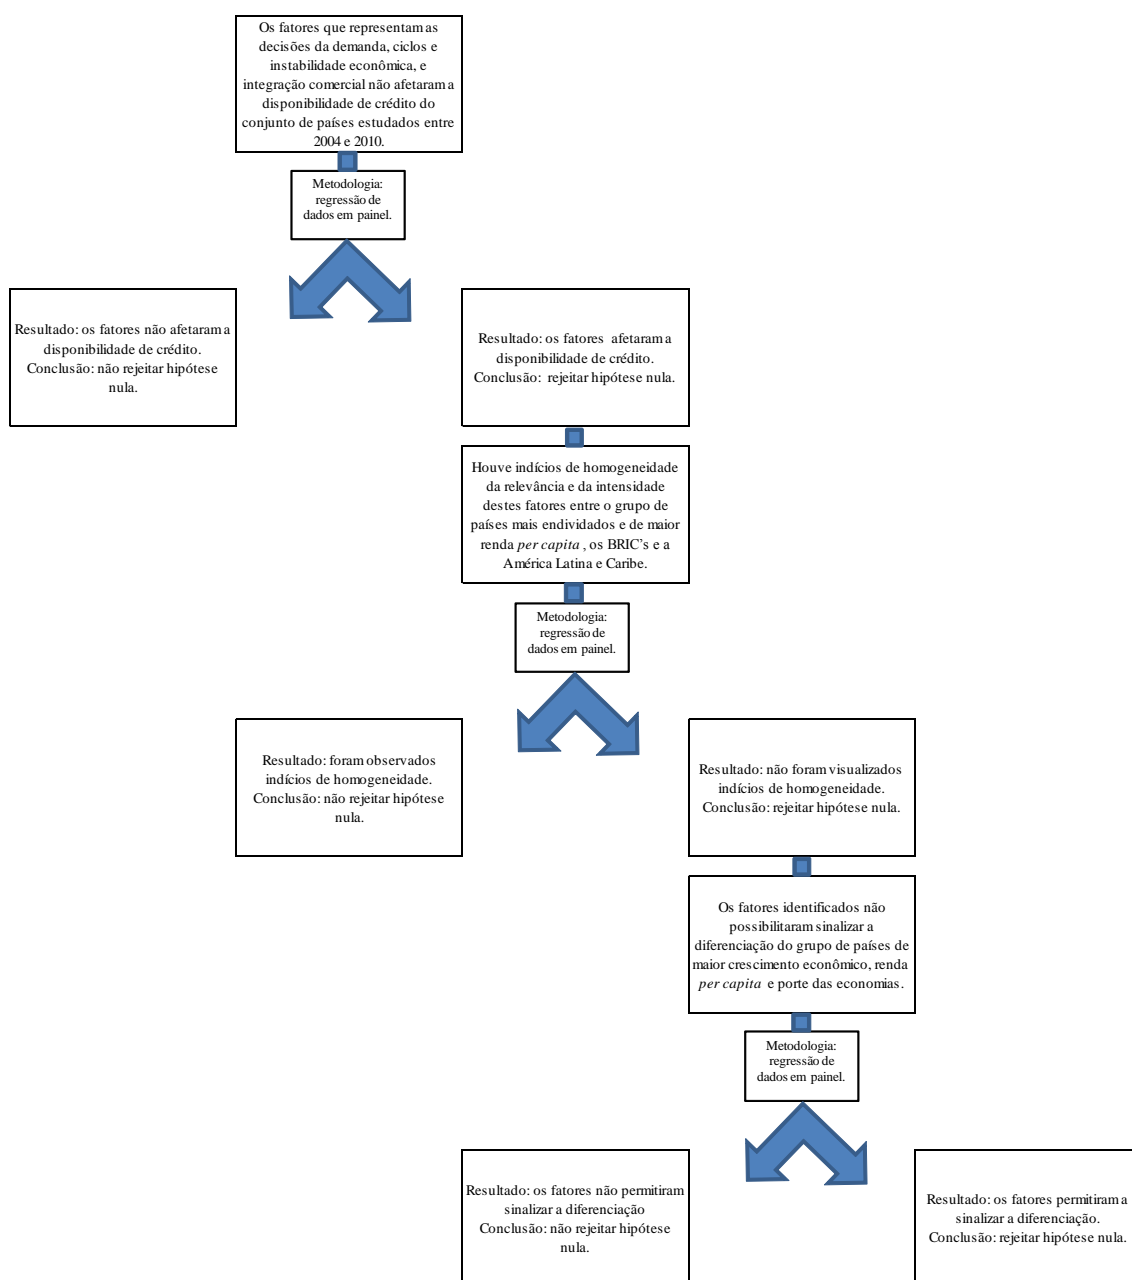 Os fatores que representam as
decisões da demanda, ciclos e
instabilidade econômica, e
integração comercial não afetaram a
disponibilidade de crédito do
conjunto de países estudados entre
2004 e 2010.
Metodologia:
regressão de
dados em painel.
Resultado: os fatores não afetaram a
disponibilidade de crédito.
Conclusão: não rejeitar hipótese
nula.
Resultado: os fatores afetaram a
disponibilidade de crédito.
Conclusão: rejeitar hipótese nula.
Houve indícios de homogeneidade
da relevância e da intensidade
destes fatores entre o grupo de
países mais endividados e de maior
renda per capita , os BRIC's e a
América Latina e Caribe.
Metodologia:
regressão de
dados em painel.
Resultado: foram observados
indícios de homogeneidade.
Conclusão: não rejeitar hipótese
nula.
Resultado: não foram visualizados
indícios de homogeneidade.
Conclusão: rejeitar hipótese nula.
Os fatores identificados não
possibilitaram sinalizar a
diferenciação do grupo de países de
maior crescimento econômico, renda
per capita e porte das economias.
Metodologia:
regressão de
dados em painel.
Resultado: os fatores não permitiram
sinalizar a diferenciação
Conclusão: não rejeitar hipótese
nula.
Resultado: os fatores permitiram a
sinalizar a diferenciação.
Conclusão: rejeitar hipótese nula.